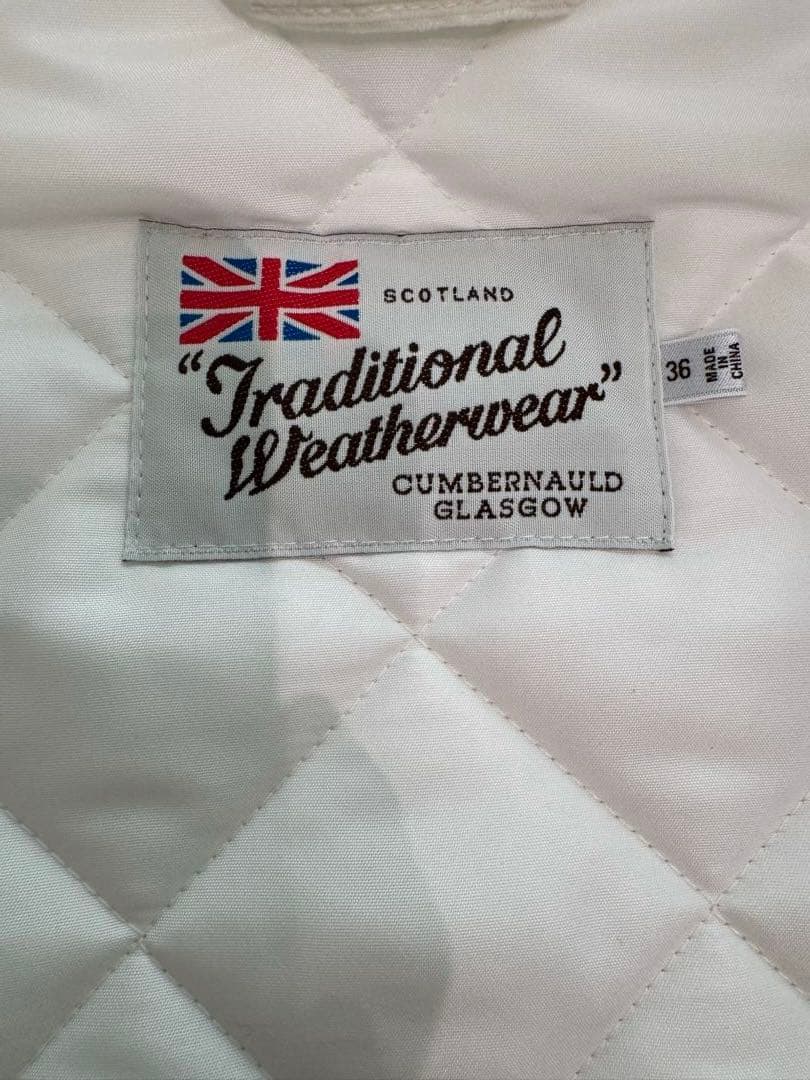 SCOTLAND
"Traditional
Weatherwear"
CUMBERNAULD
GLASGOW
36
MADE
IN
CHINA